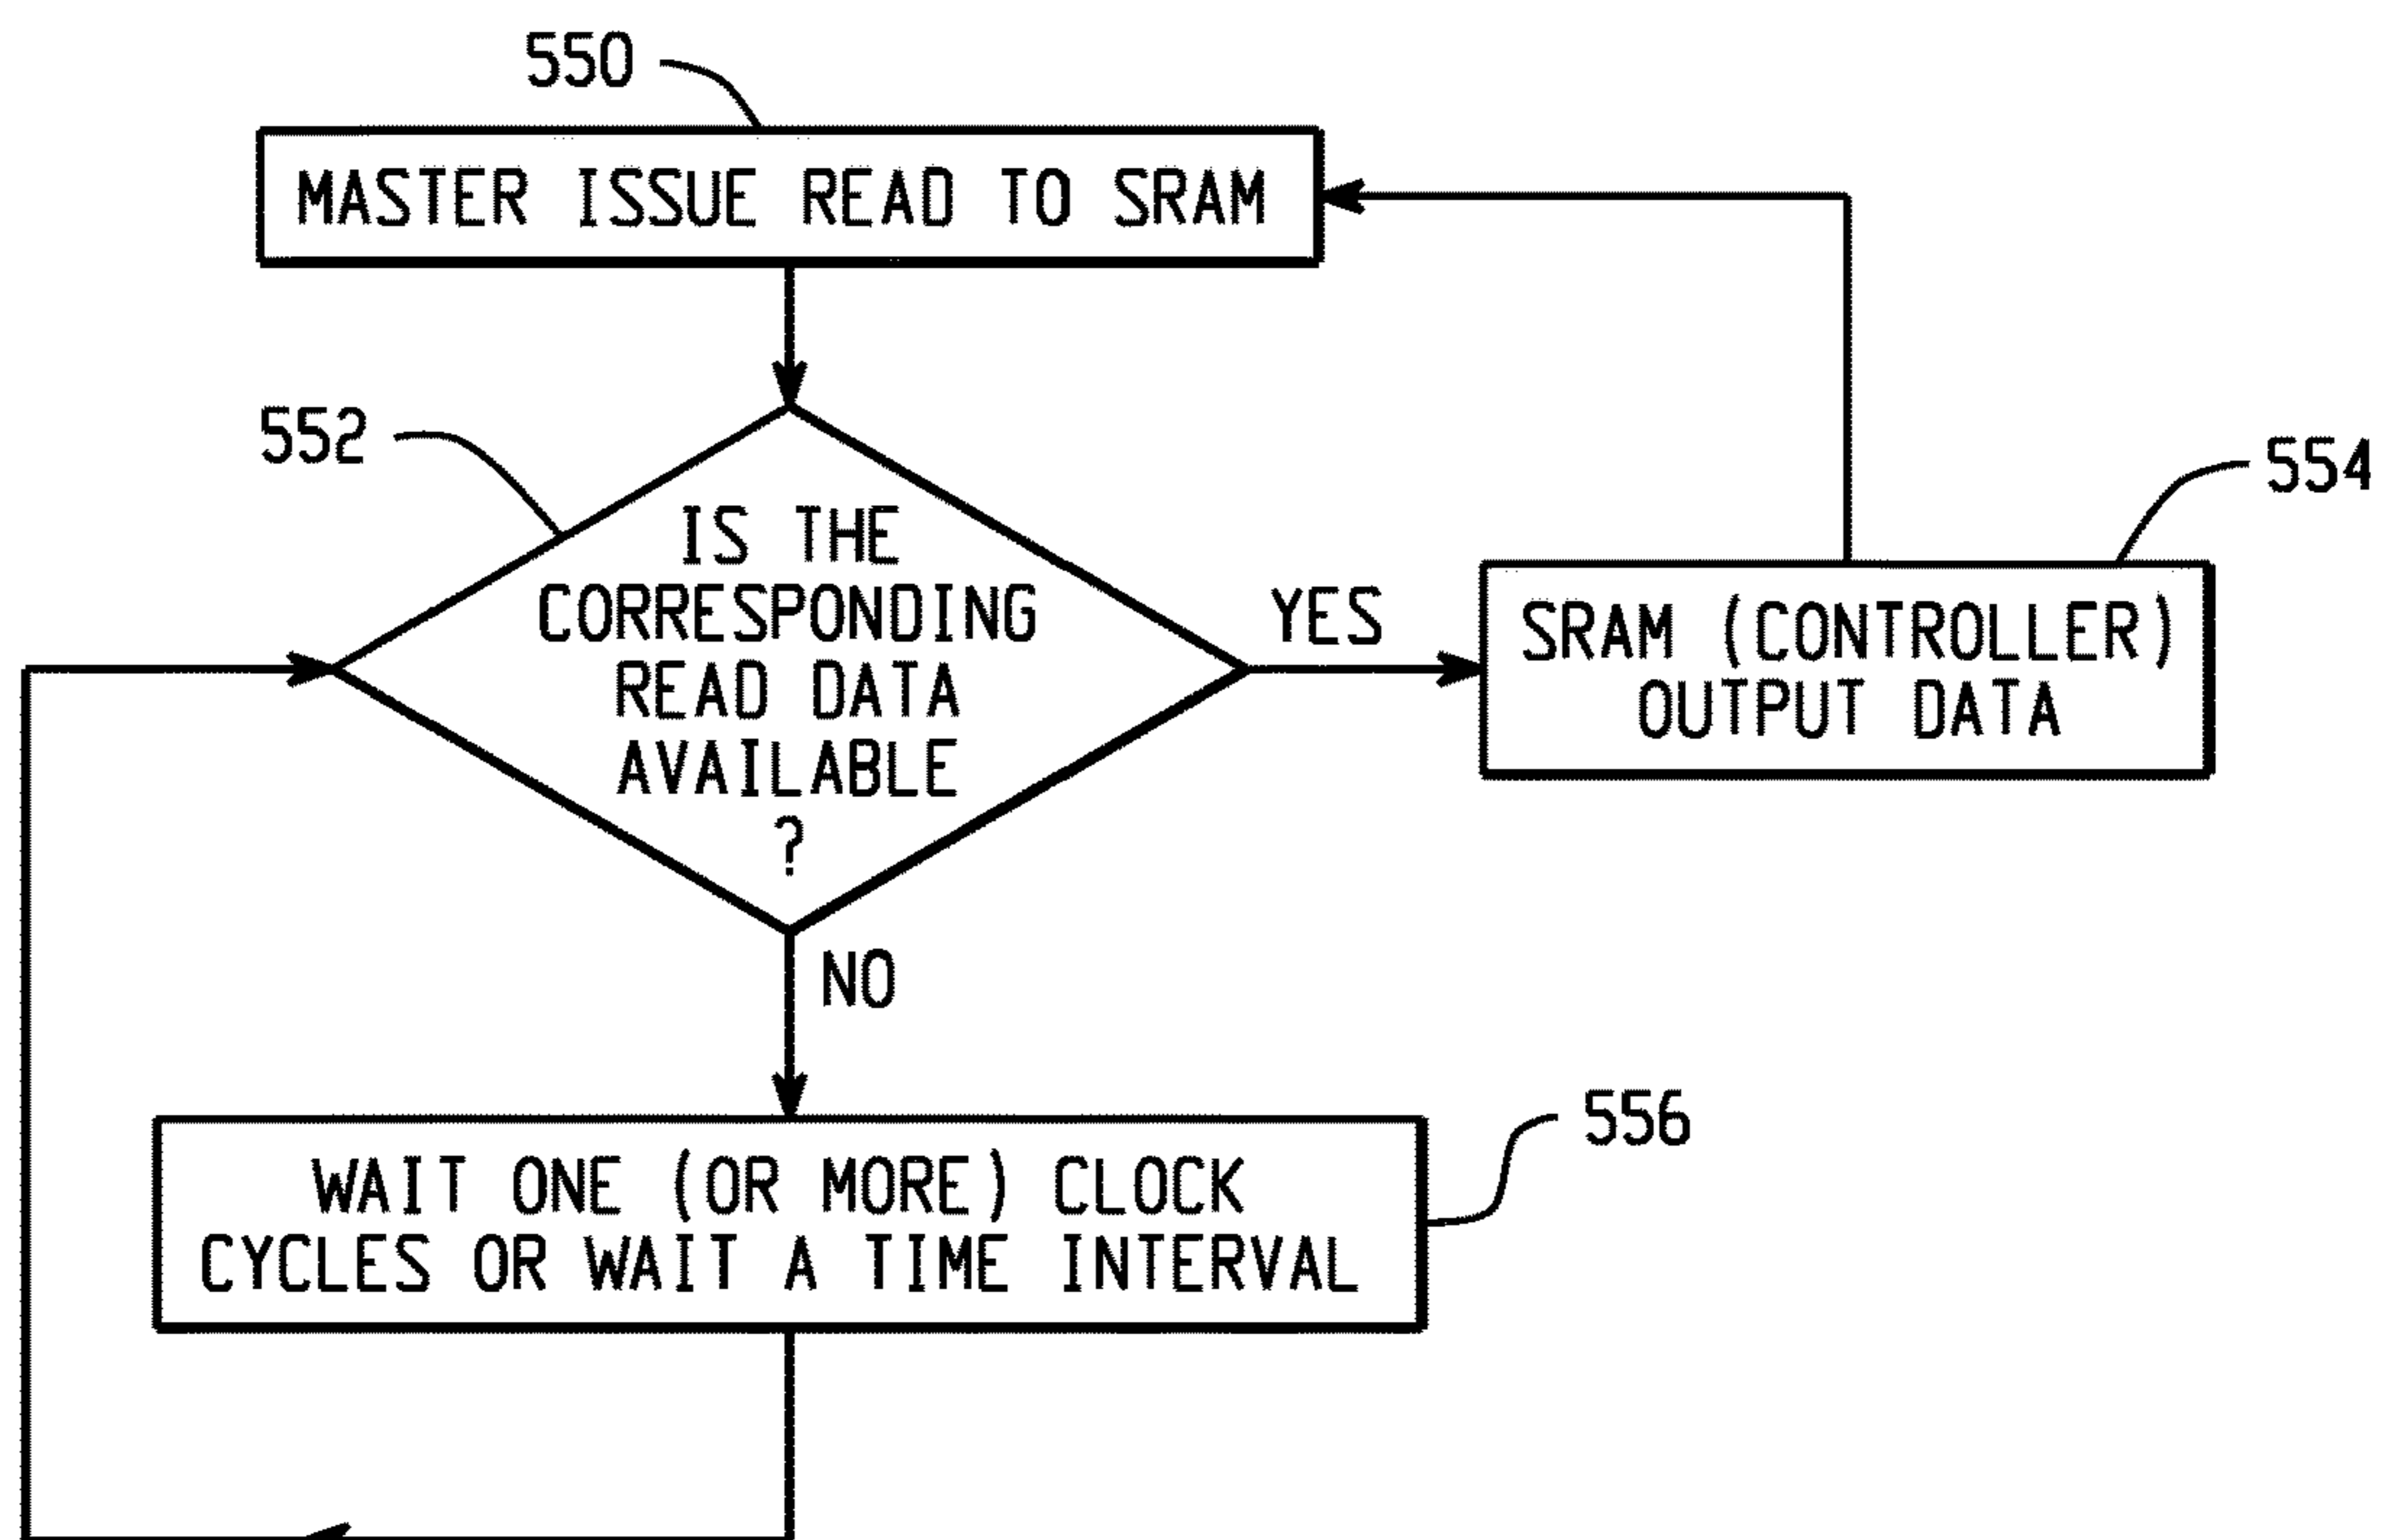 550
MASTER ISSUE READ TO SRAM
552
IS THE
CORRESPONDING
READ DATA
AVAILABLE
?
YES
554
SRAM (CONTROLLER)
OUTPUT DATA
NO
556
WAIT ONE (OR MORE) CLOCK
CYCLES OR WAIT A TIME INTERVAL